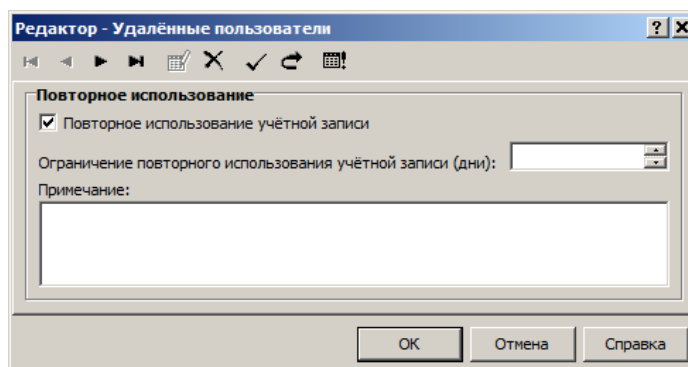 Редактор - Удалённые пользователи
Повторное использование
Повторное использование учётной записи
Ограничение повторного использования учётной записи (дни):
Примечание:
ОК
Отмена
Справка